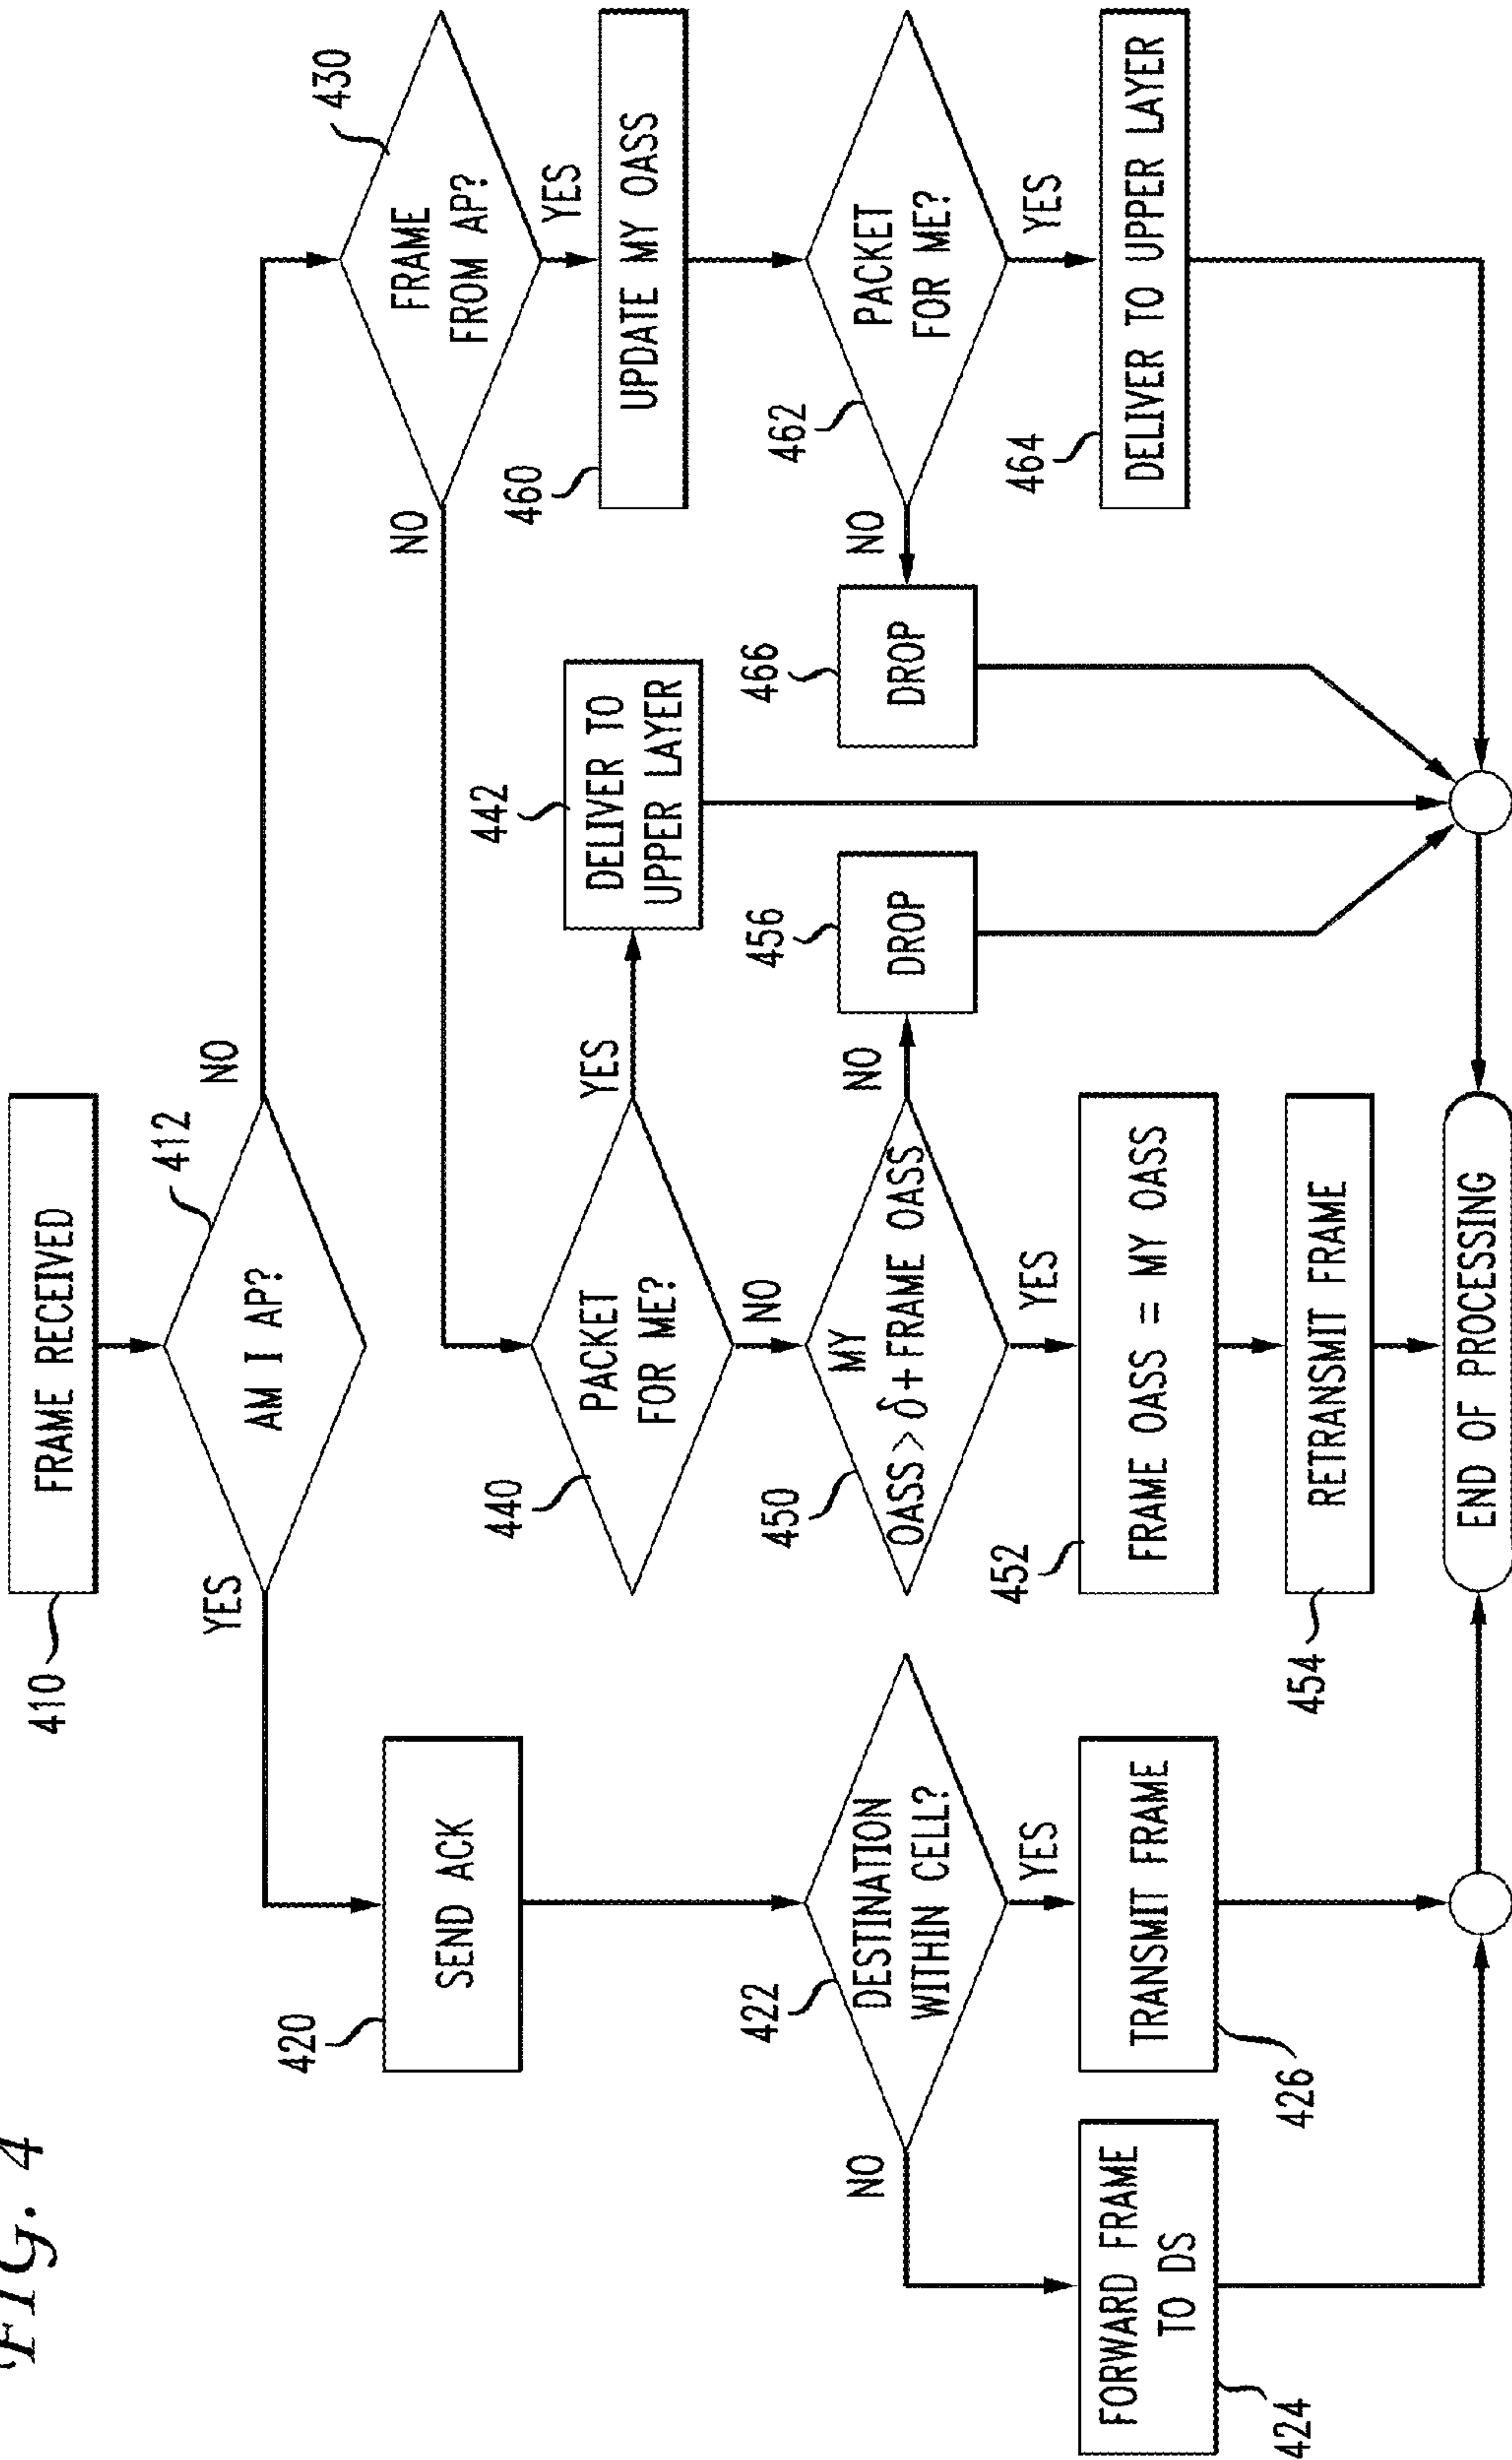 FIG. 4
410
FRAME RECEIVED
412
AM I AP?
YES
NO
420
SEND ACK
430
FRAME
FROM AP?
NO
YES
460
UPDATE MY OASS
440
PACKET
FOR ME?
YES
NO
442
DELIVER TO
UPPER LAYER
422
DESTINATION
WITHIN CELL?
NO
YES
450
MY
OASS > δ + FRAME OASS
NO
YES
456
DROP
466
DROP
462
PACKET
FOR ME?
NO
YES
424
FORWARD FRAME
TO DS
426
TRANSMIT FRAME
452
FRAME OASS = MY OASS
464
DELIVER TO UPPER LAYER
454
RETRANSMIT FRAME
END OF PROCESSING